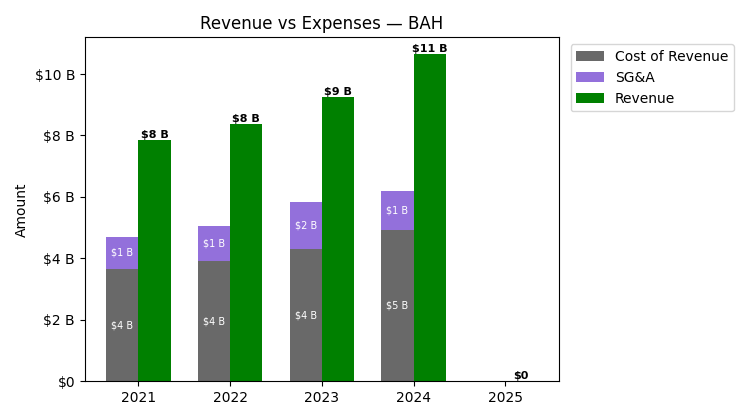 Revenue vs Expenses — BAH
Cost of Revenue
SG&A
Revenue
Amount
$10 B
$8 B
$6 B
$4 B
$2 B
$0
$8 B
$1 B
$4 B
$8 B
$1 B
$4 B
$9 B
$2 B
$4 B
$11 B
$1 B
$5 B
$0
2021
2022
2023
2024
2025